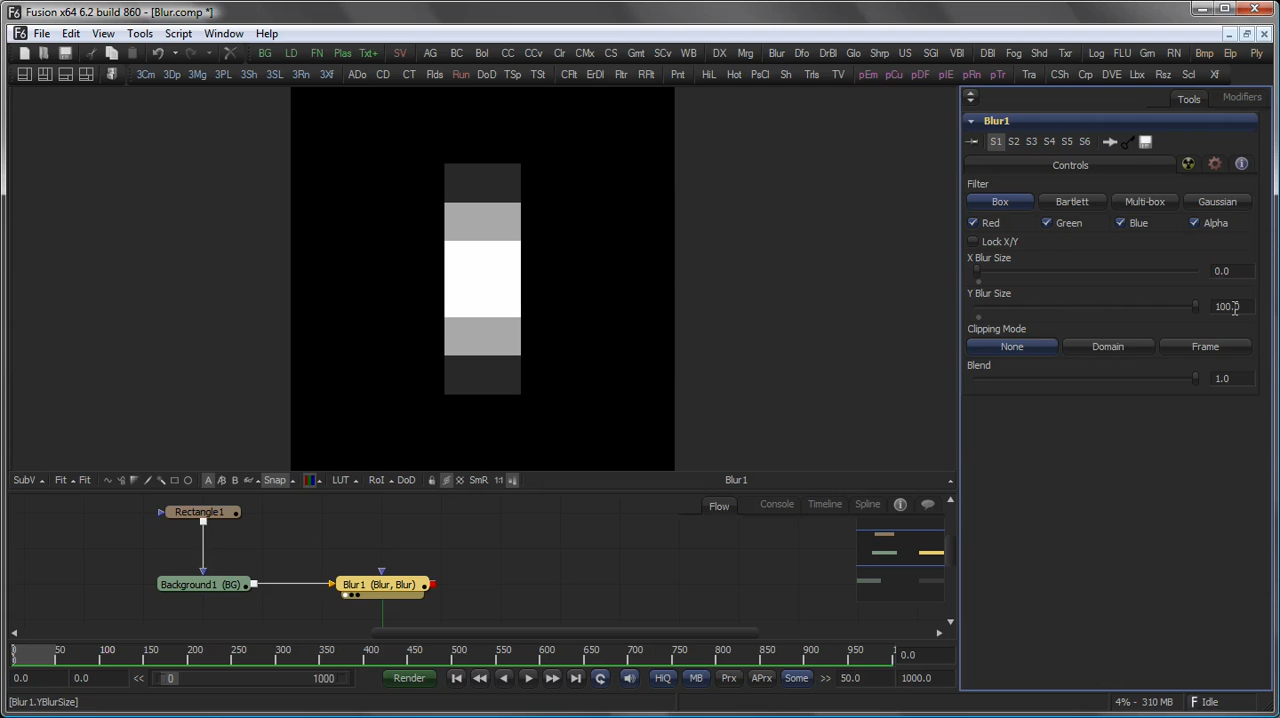 Fusion x64 6.2 build 860 - [Blur.comp *]
File Edit View Tools Script Window Help
BG LD FN Plas Txt+ SV AG BC Bol CC CCv Clr CMx CS Gmt SCv WB DX Mrg Blur Dfo DrBl Glo Shrp US SGI VBl DBl Fog Shd Txr Log FLU Grn RN Bmp Elp Ply
3Cm 3Dp 3Mg 3PL 3Sh 3SL 3Rn 3Xf ADo CD CT Flds Run DoD TSp TSt CFlt ErDl Fltr RFlt Pnt HiL Hot PsCl Sh Trls TV pEm pCu pDF pIE pRn pTr Tra CSh Crp DVE Lbx Rsz Scl Xf
Tools Modifiers
Blur1
S1 S2 S3 S4 S5 S6
Controls
Filter
Box Bartlett Multi-box Gaussian
Red Green Blue Alpha
Lock X/Y
X Blur Size
0.0
Y Blur Size
100.0
Clipping Mode
None Domain Frame
Blend
1.0
SubV Fit Fit A B Snap LUT RoI DoD SmR 1:1 Blur1
Flow Console Timeline Spline
Rectangle1
Background1 (BG) Blur1 (Blur, Blur)
0 50 100 150 200 250 300 350 400 450 500 550 600 650 700 750 800 850 900 950 0.0
0.0 0.0 << 0 1000 Render HiQ MB Prx APrx Some >> 50.0 1000.0
[Blur1.YBlurSize] 4% - 310 MB Idle